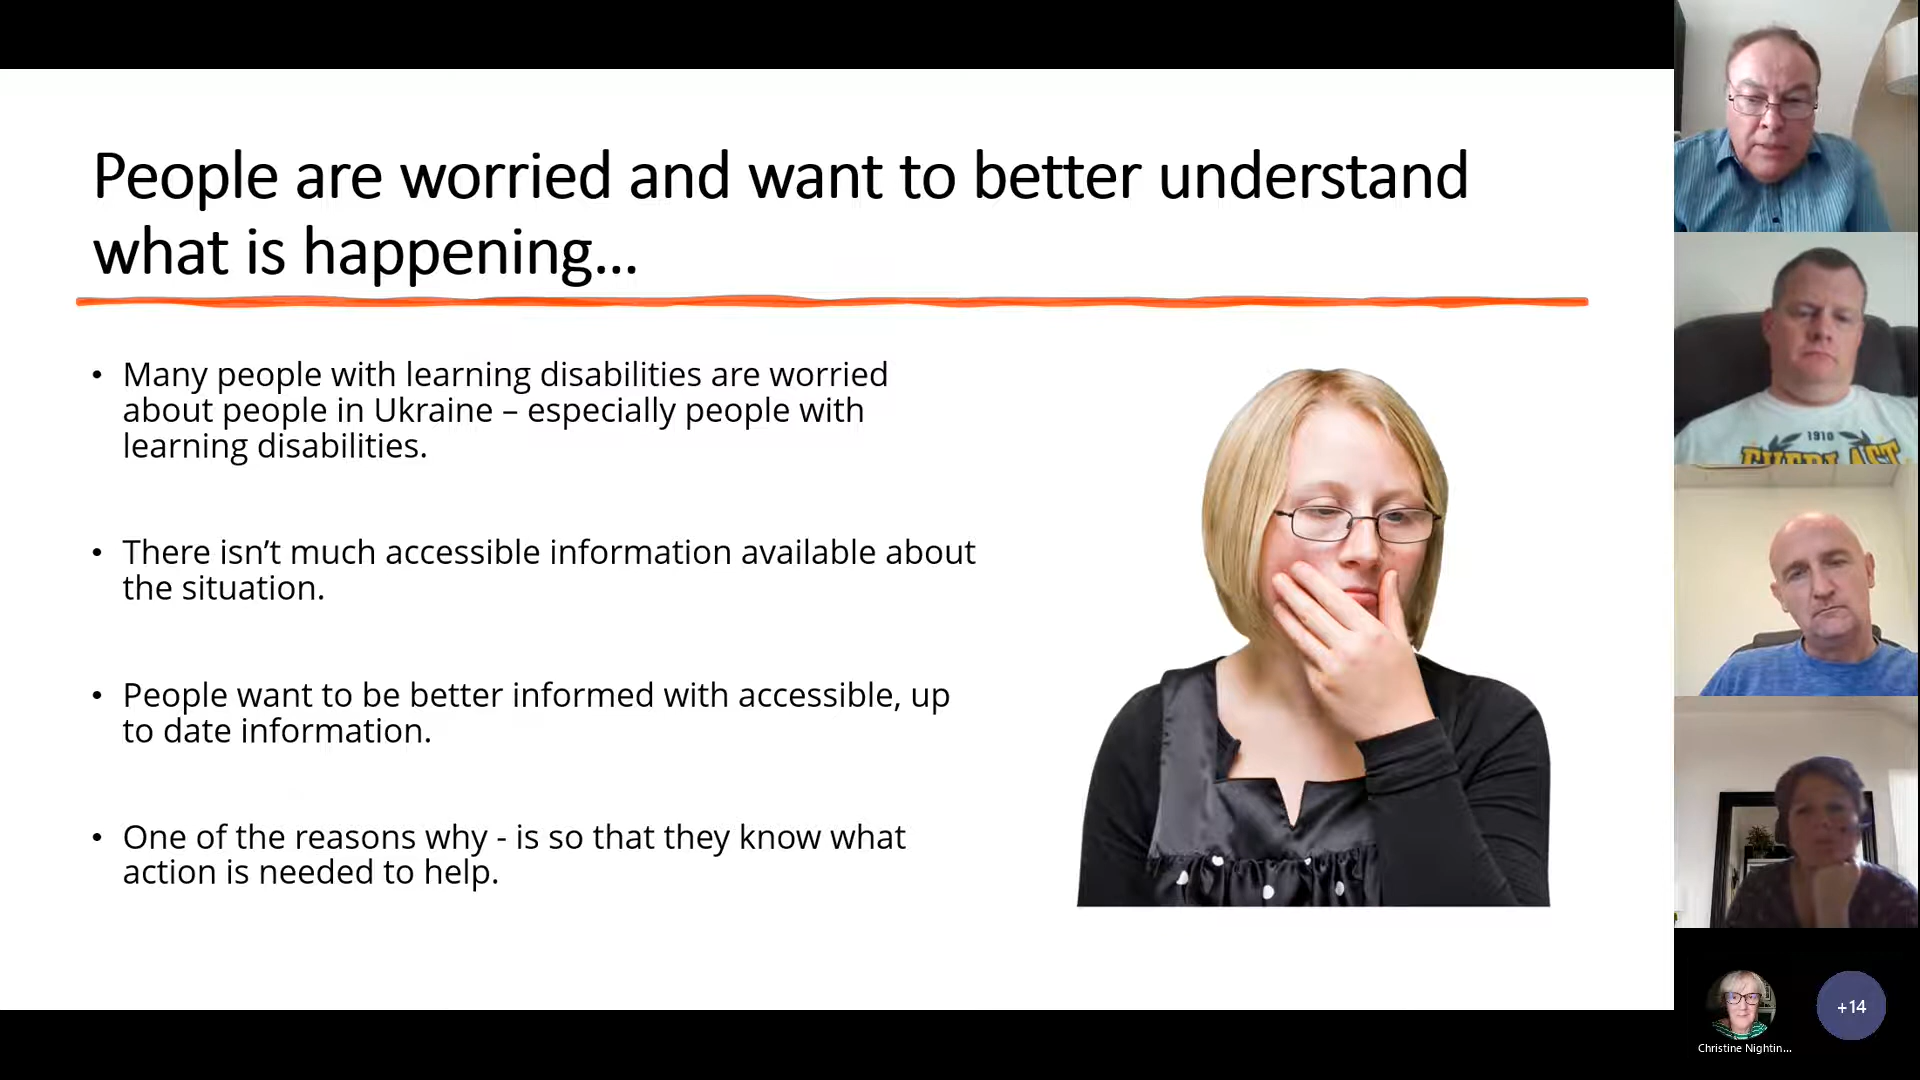 People are worried and want to better understand
what is happening...
• Many people with learning disabilities are worried
about people in Ukraine – especially people with
learning disabilities.
• There isn’t much accessible information available about
the situation.
• People want to be better informed with accessible, up
to date information.
• One of the reasons why - is so that they know what
action is needed to help.
1910
EVERLAST
+14
Christine Nightin...